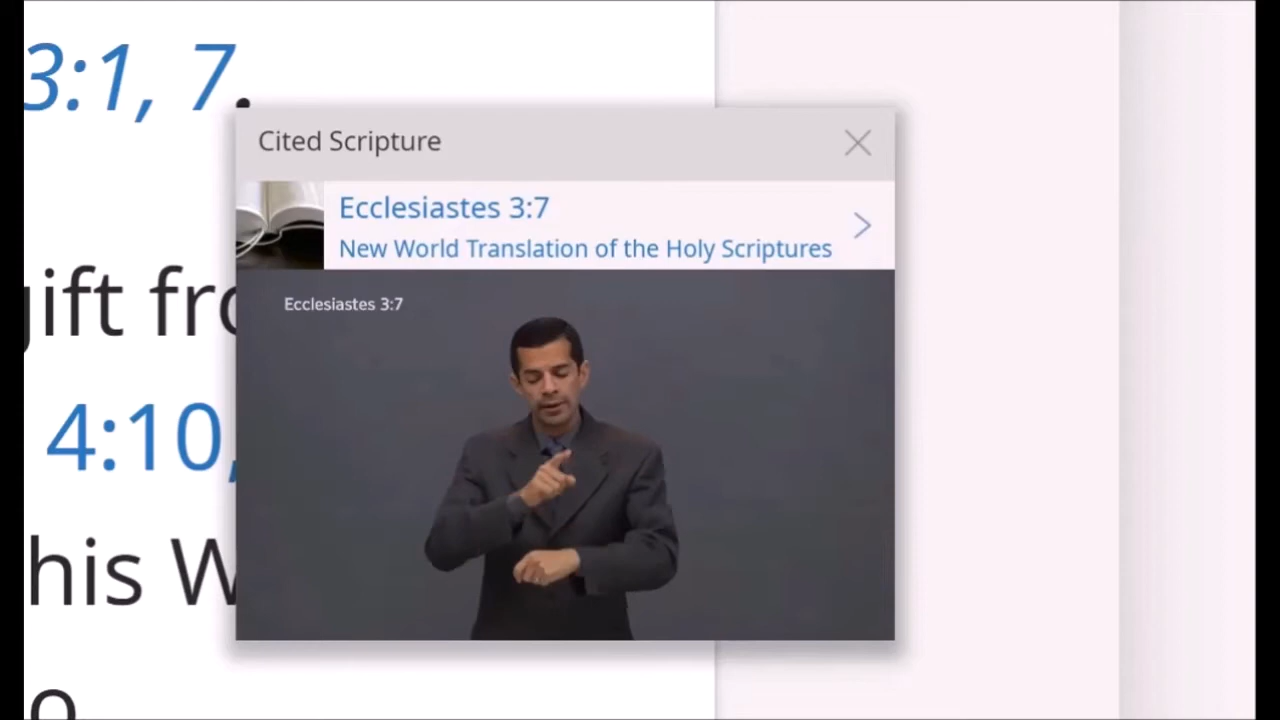 3:1, 7.
Cited Scripture
Ecclesiastes 3:7
New World Translation of the Holy Scriptures
Ecclesiastes 3:7
ift fro
4:10,
his W